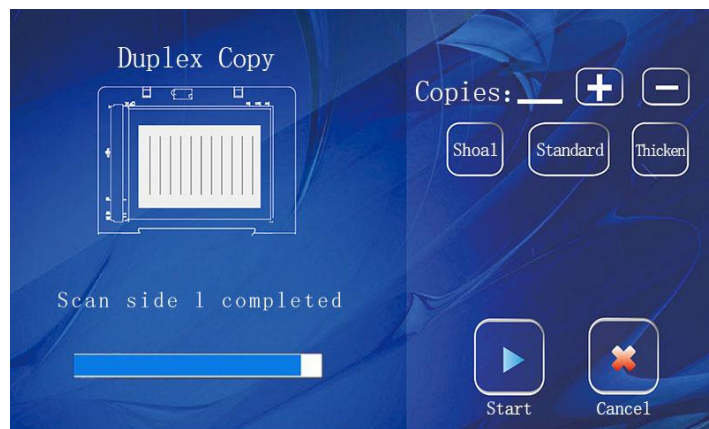 Duplex Copy
Copies:
Shoal
Standard
Thicken
Scan side 1 completed
Start
Cancel